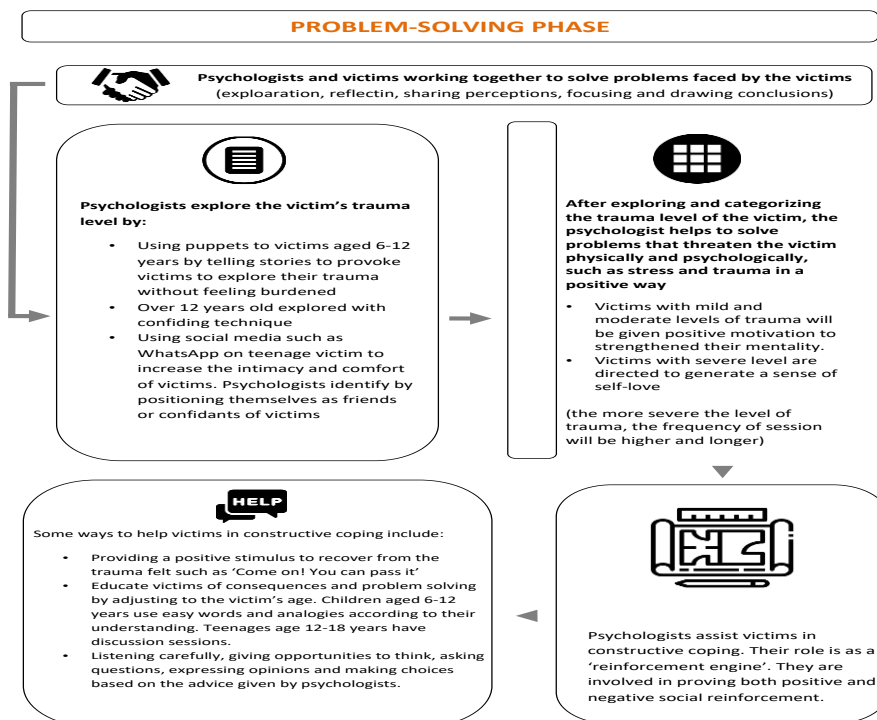 PROBLEM-SOLVING PHASE
Psychologists and victims working together to solve problems faced by the victims
(exploaration, reflectin, sharing perceptions, focusing and drawing conclusions)
Psychologists explore the victim's trauma
level by:
• Using puppets to victims aged 6-12
years by telling stories to provoke
victims to explore their trauma
without feeling burdened
• Over 12 years old explored with
confiding technique
• Using social media such as
WhatsApp on teenage victim to
increase the intimacy and comfort
of victims. Psychologists identify by
positioning themselves as friends
or confidants of victims
After exploring and categorizing
the trauma level of the victim, the
psychologist helps to solve
problems that threaten the victim
physically and psychologically,
such as stress and trauma in a
positive way
• Victims with mild and
moderate levels of trauma will
be given positive motivation to
strengthened their mentality.
• Victims with severe level are
directed to generate a sense of
self-love
(the more severe the level of
trauma, the frequency of session
will be higher and longer)
Psychologists assist victims in
constructive coping. Their role is as a
'reinforcement engine'. They are
involved in proving both positive and
negative social reinforcement.
HELP
Some ways to help victims in constructive coping include:
• Providing a positive stimulus to recover from the
trauma felt such as 'Come on! You can pass it'
• Educate victims of consequences and problem solving
by adjusting to the victim's age. Children aged 6-12
years use easy words and analogies according to their
understanding. Teenages age 12-18 years have
discussion sessions.
• Listening carefully, giving opportunities to think, asking
questions, expressing opinions and making choices
based on the advice given by psychologists.